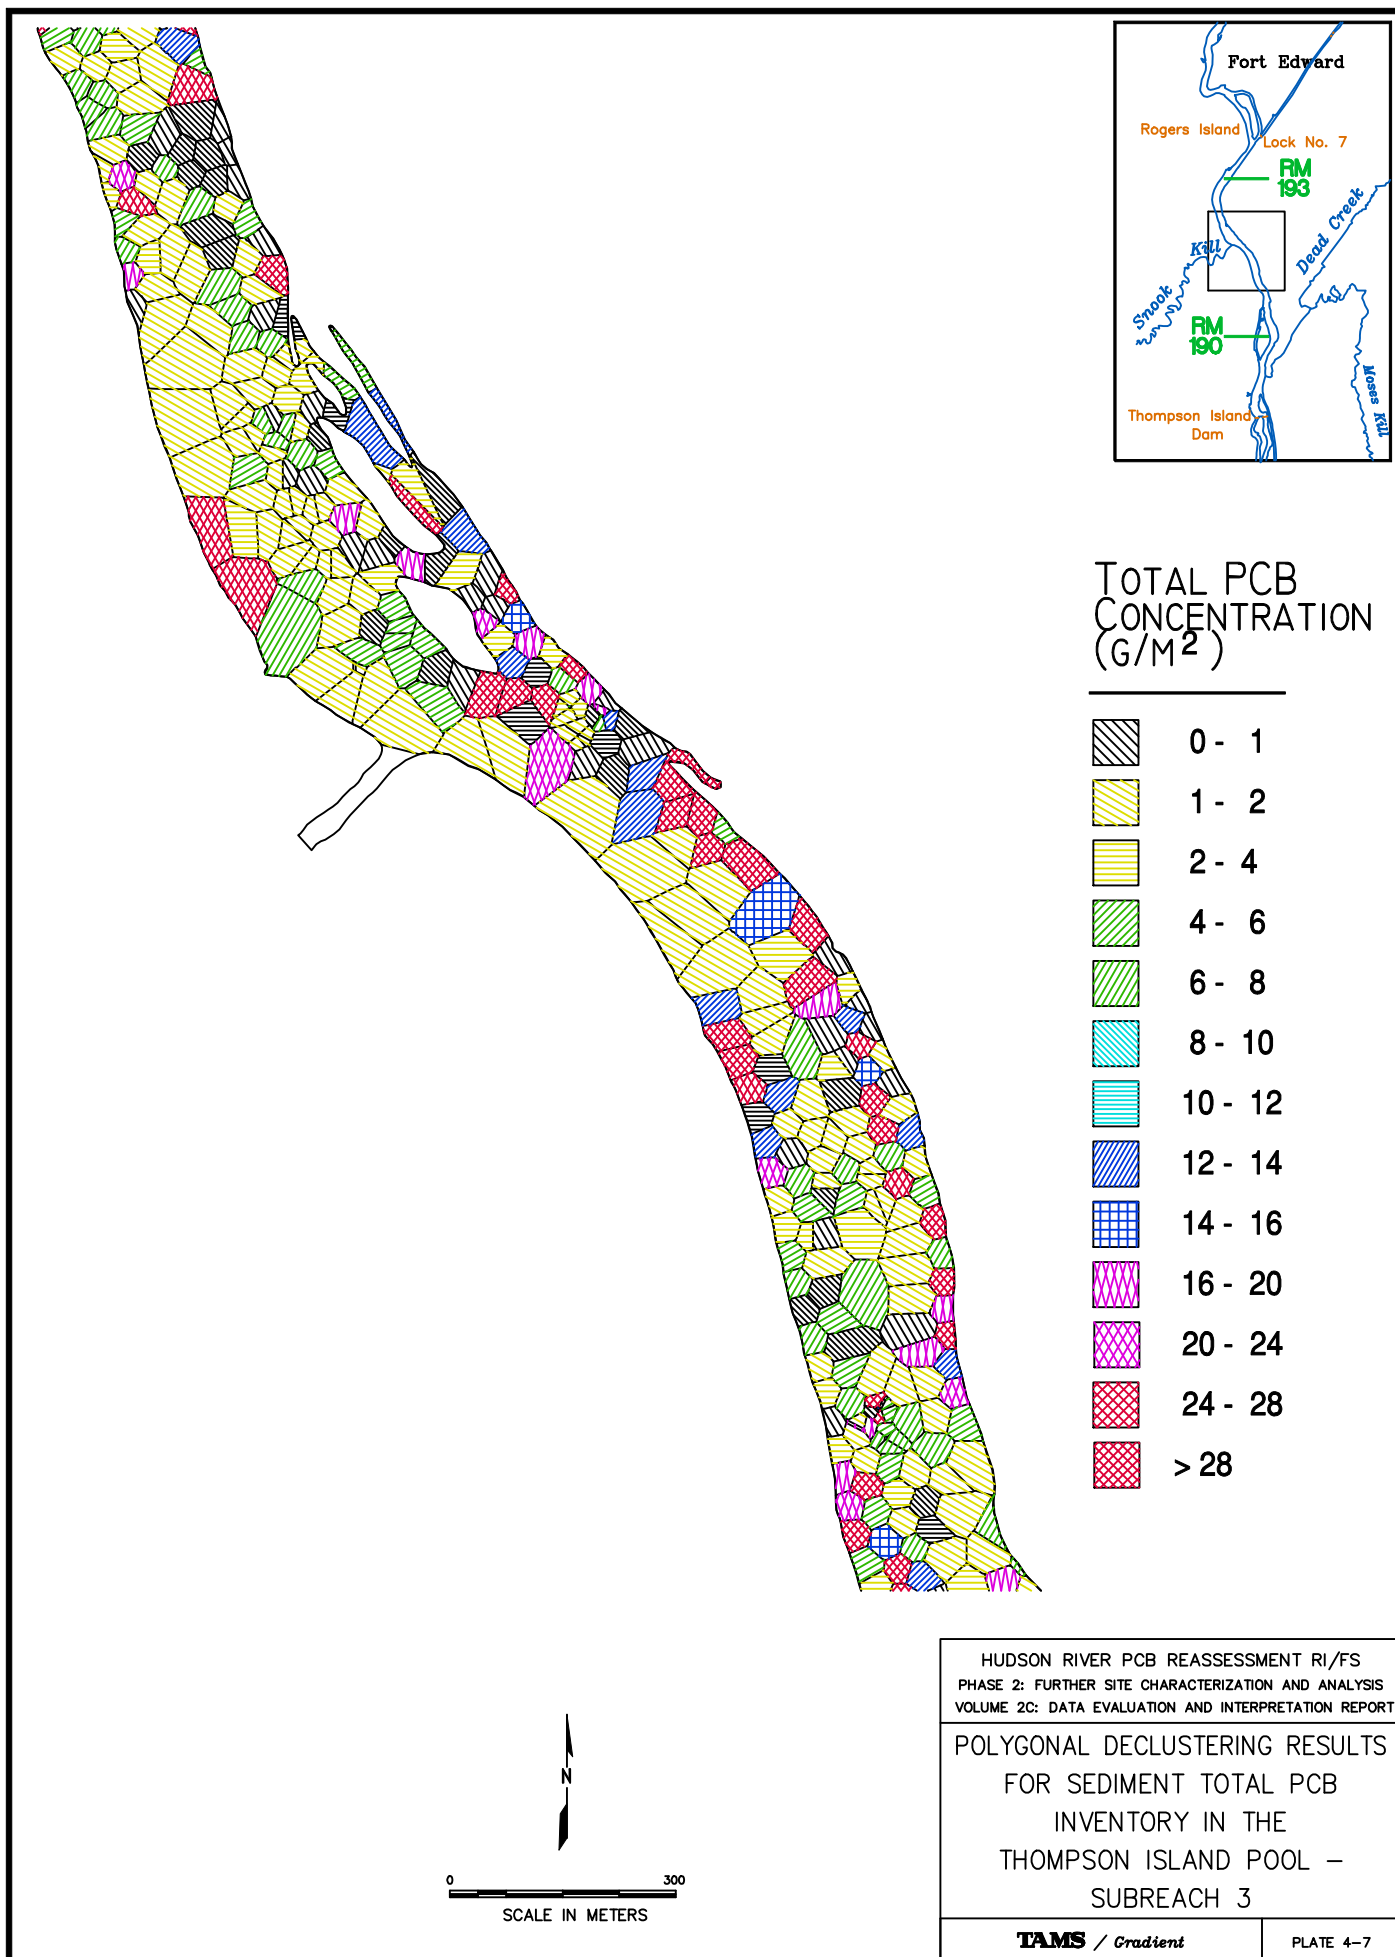 Fort Edward
Rogers Island
Lock No. 7
RM
193
Dead Creek
Snook Kill
RM
190
Moses Kill
Thompson Island
Dam
TOTAL PCB
CONCENTRATION
(G/M²)
0 - 1
1 - 2
2 - 4
4 - 6
6 - 8
8 - 10
10 - 12
12 - 14
14 - 16
16 - 20
20 - 24
24 - 28
> 28
N
0 300
SCALE IN METERS
HUDSON RIVER PCB REASSESSMENT RI/FS
PHASE 2: FURTHER SITE CHARACTERIZATION AND ANALYSIS
VOLUME 2C: DATA EVALUATION AND INTERPRETATION REPORT
POLYGONAL DECLUSTERING RESULTS
FOR SEDIMENT TOTAL PCB
INVENTORY IN THE
THOMPSON ISLAND POOL –
SUBREACH 3
TAMS / Gradient
PLATE 4-7